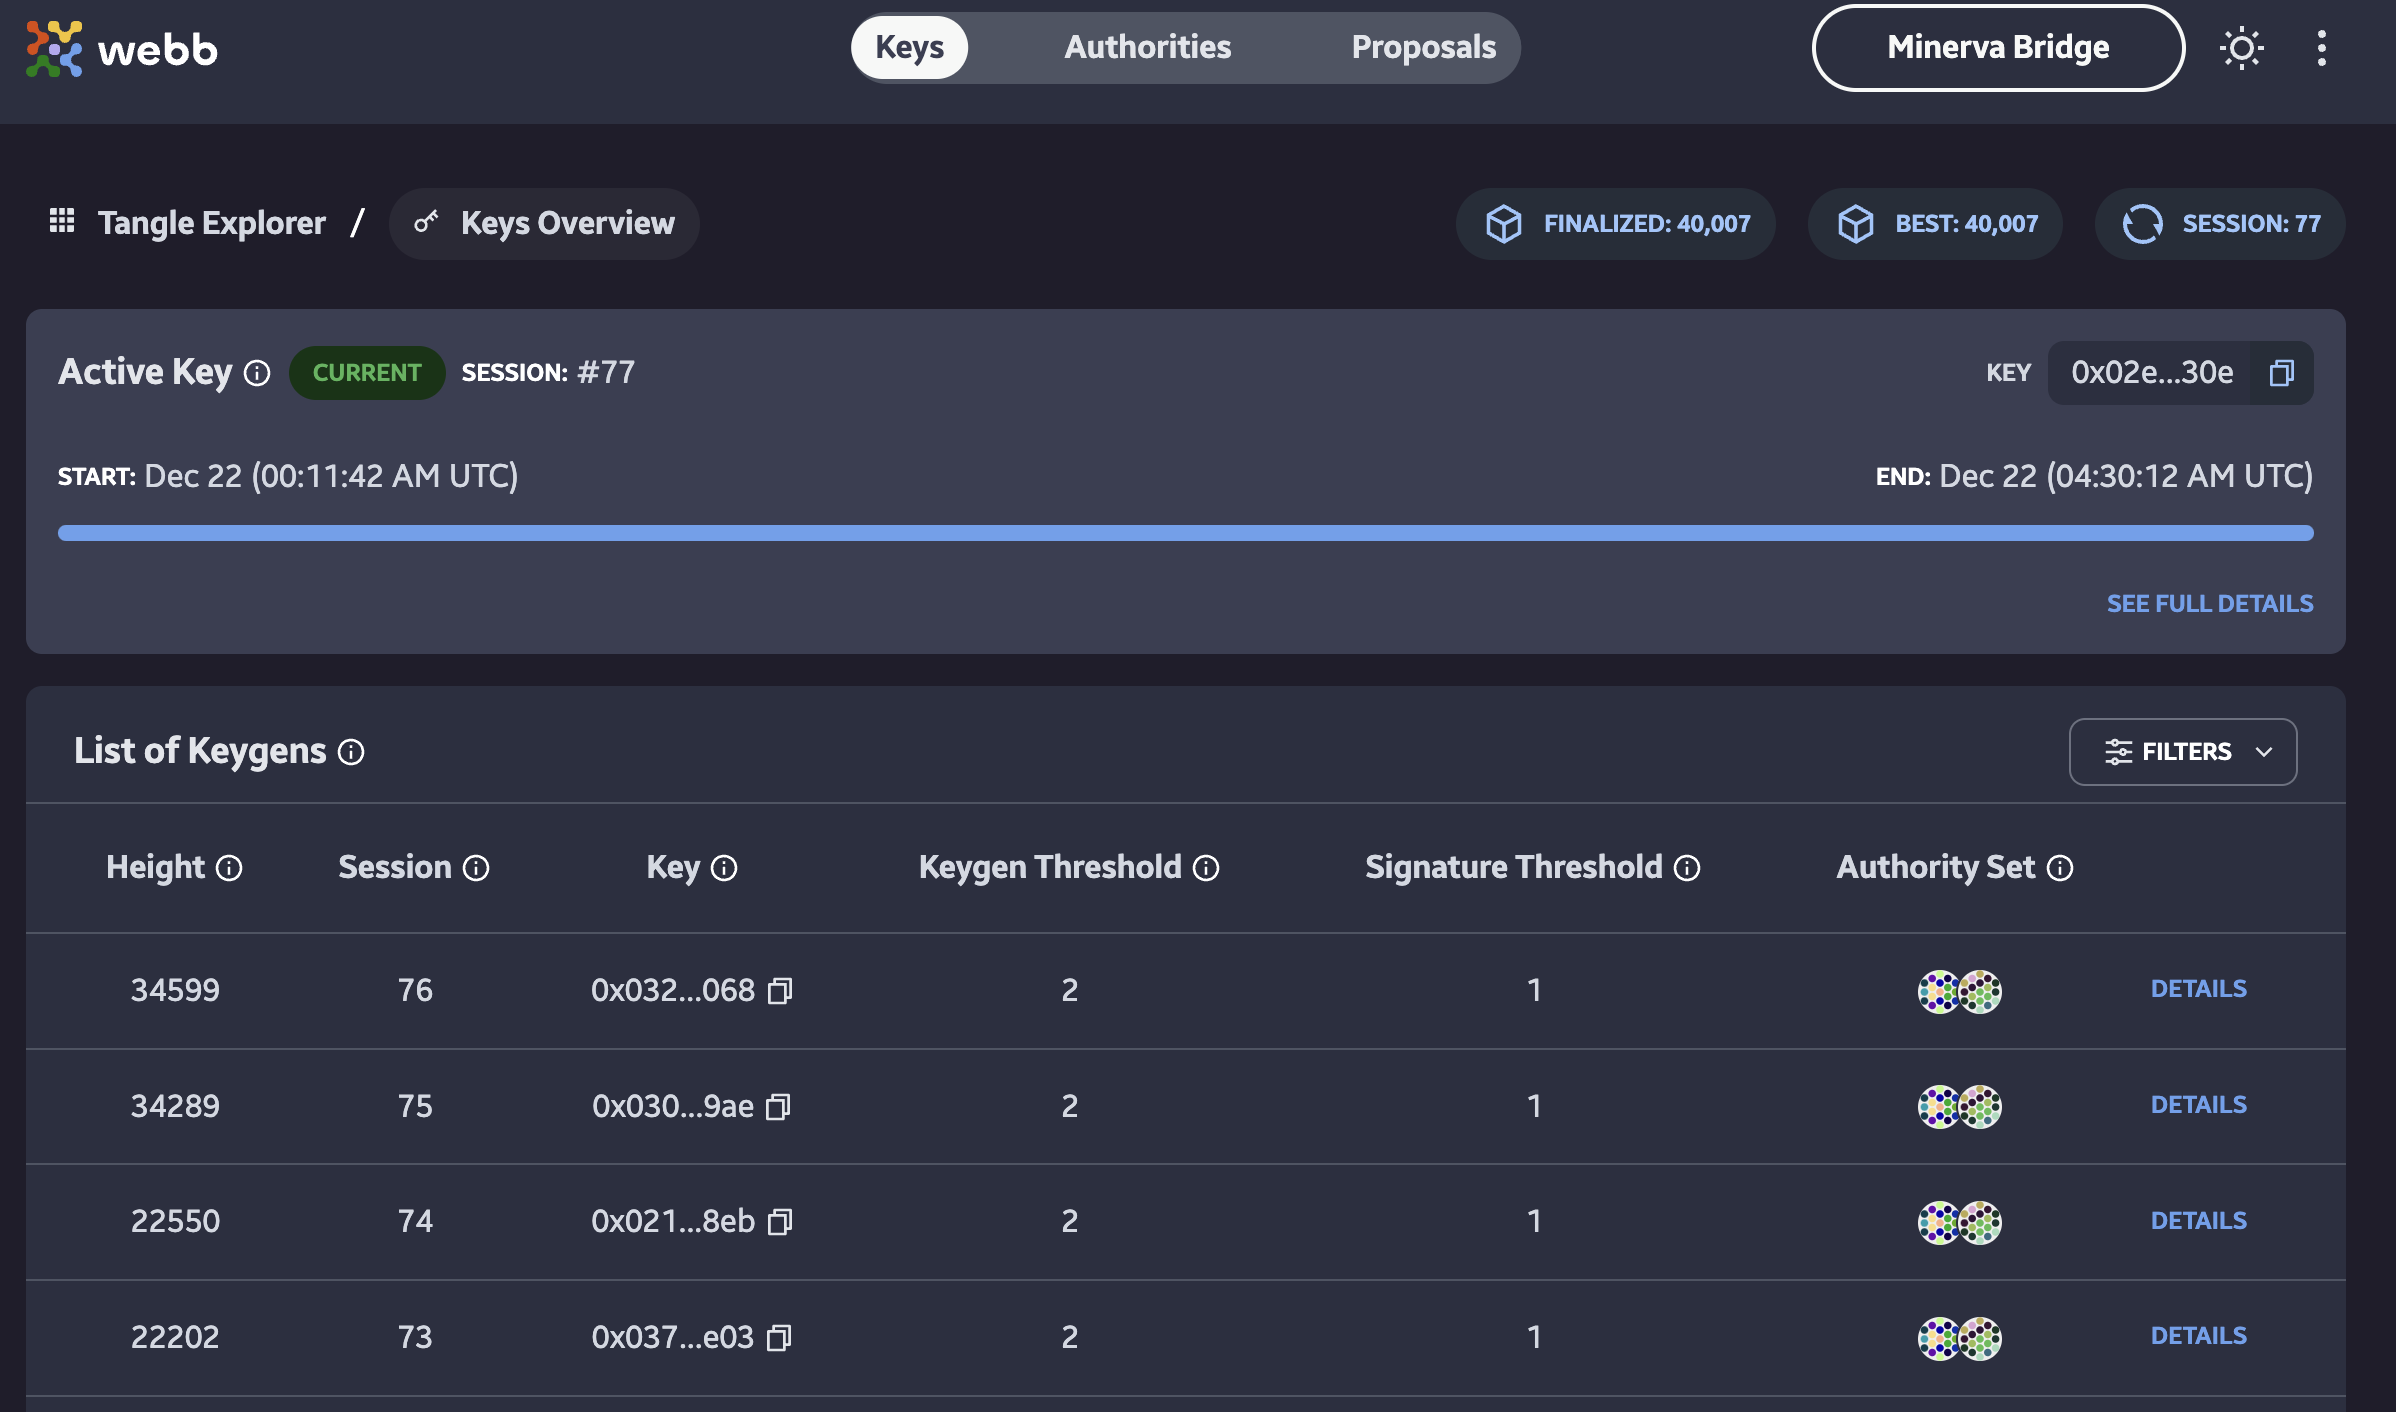 webb
Keys Authorities Proposals
Minerva Bridge
Tangle Explorer / Keys Overview
FINALIZED: 40,007 BEST: 40,007 SESSION: 77
Active Key CURRENT SESSION: #77
KEY 0x02e...30e
START: Dec 22 (00:11:42 AM UTC) END: Dec 22 (04:30:12 AM UTC)
SEE FULL DETAILS
List of Keygens FILTERS
Height Session Key Keygen Threshold Signature Threshold Authority Set
34599 76 0x032...068 2 1 DETAILS
34289 75 0x030...9ae 2 1 DETAILS
22550 74 0x021...8eb 2 1 DETAILS
22202 73 0x037...e03 2 1 DETAILS